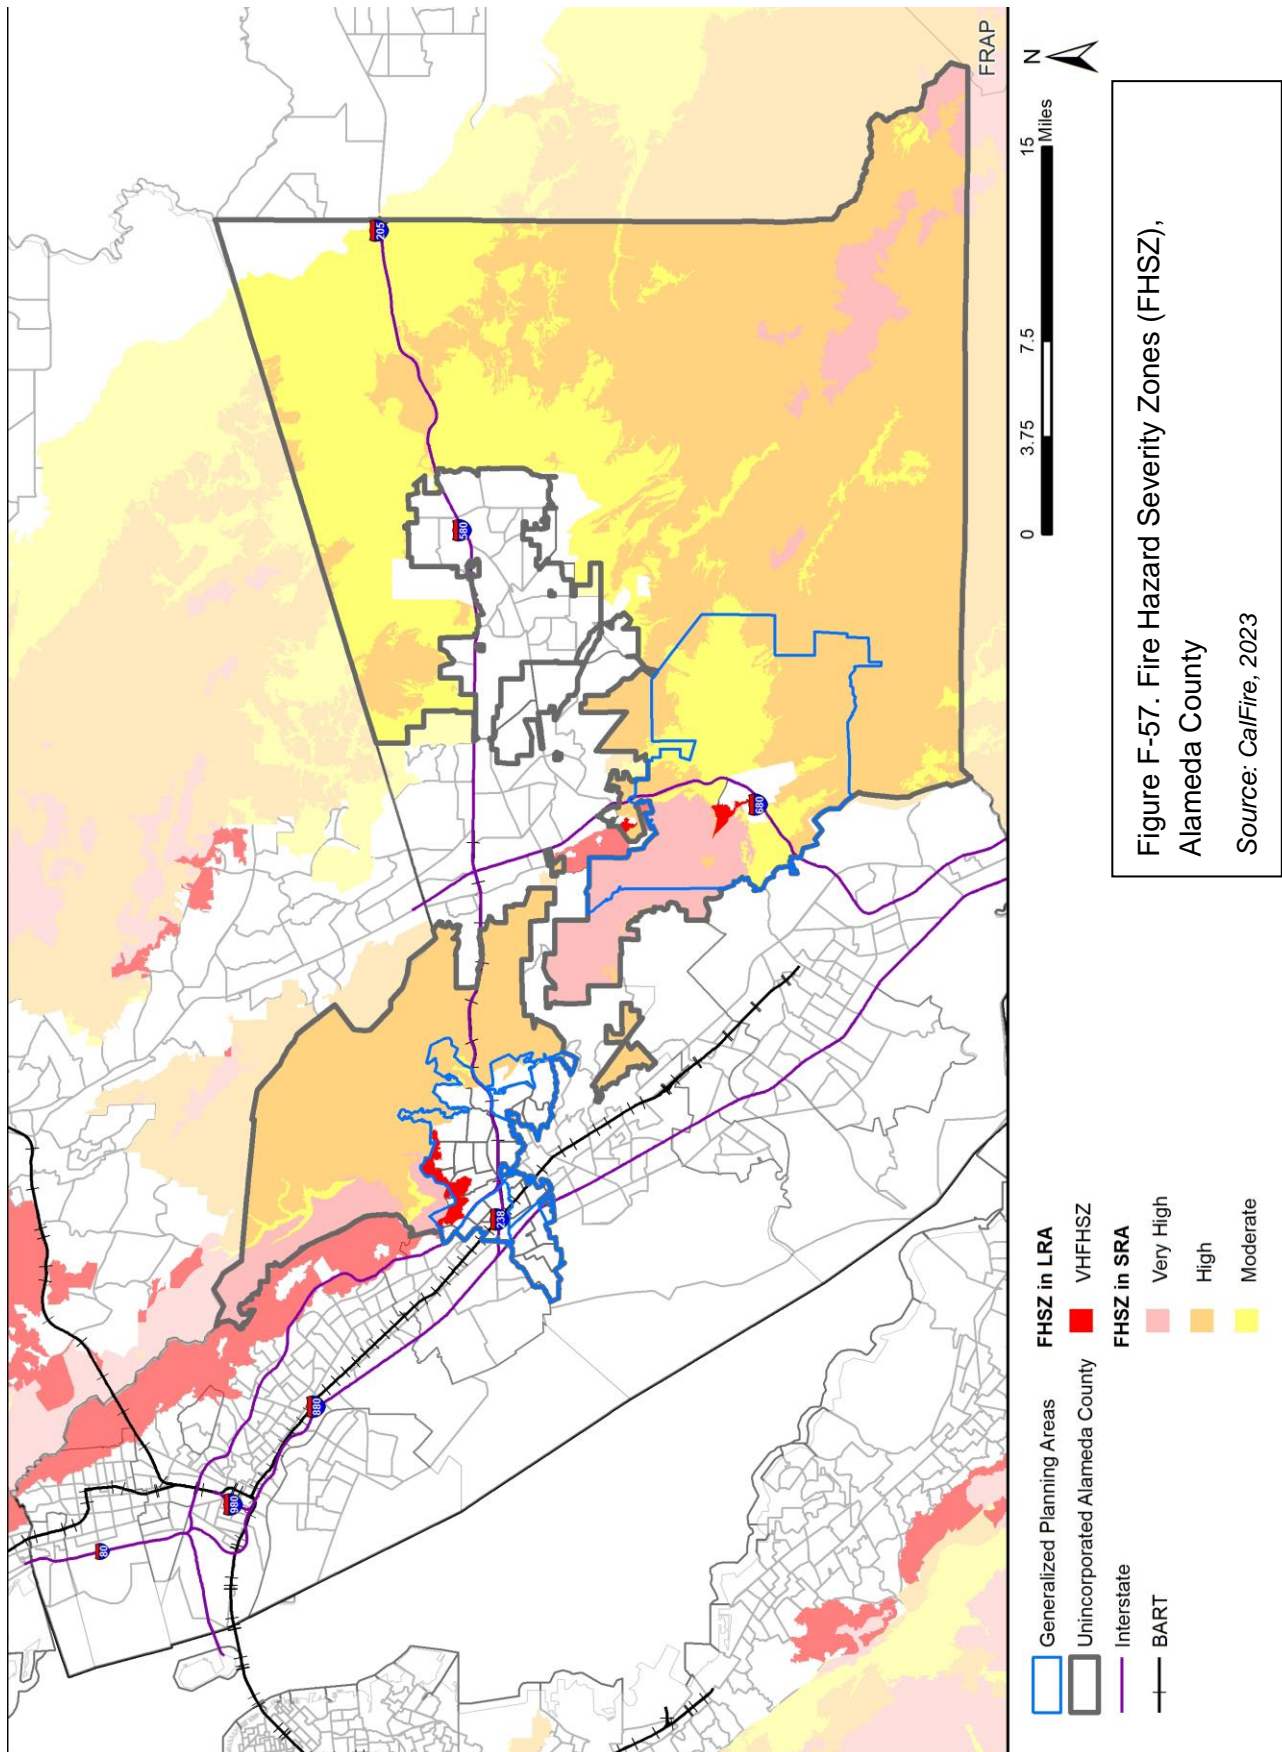 80
980
880
238
580
205
680
FRAP
N
0 3.75 7.5 15
Miles
Generalized Planning Areas
Unincorporated Alameda County
Interstate
BART
FHSZ in LRA
VHFHSZ
FHSZ in SRA
Very High
High
Moderate
Figure F-57. Fire Hazard Severity Zones (FHSZ),
Alameda County
Source: CalFire, 2023